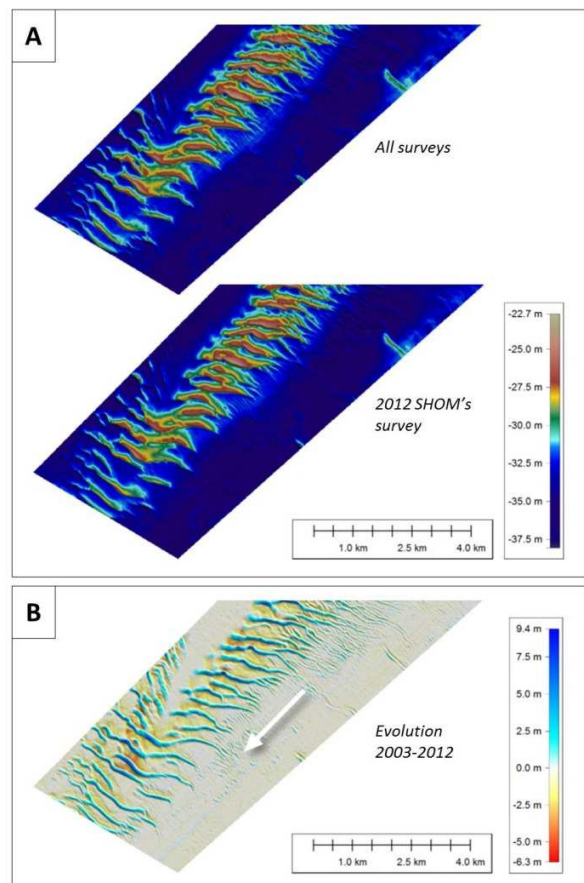 A
All surveys
2012 SHOM's
survey
-22.7 m
-25.0 m
-27.5 m
-30.0 m
-32.5 m
-35.0 m
-37.5 m
1.0 km 2.5 km 4.0 km
B
Evolution
2003-2012
9.4 m
7.5 m
5.0 m
2.5 m
0.0 m
-2.5 m
-5.0 m
-6.3 m
1.0 km 2.5 km 4.0 km